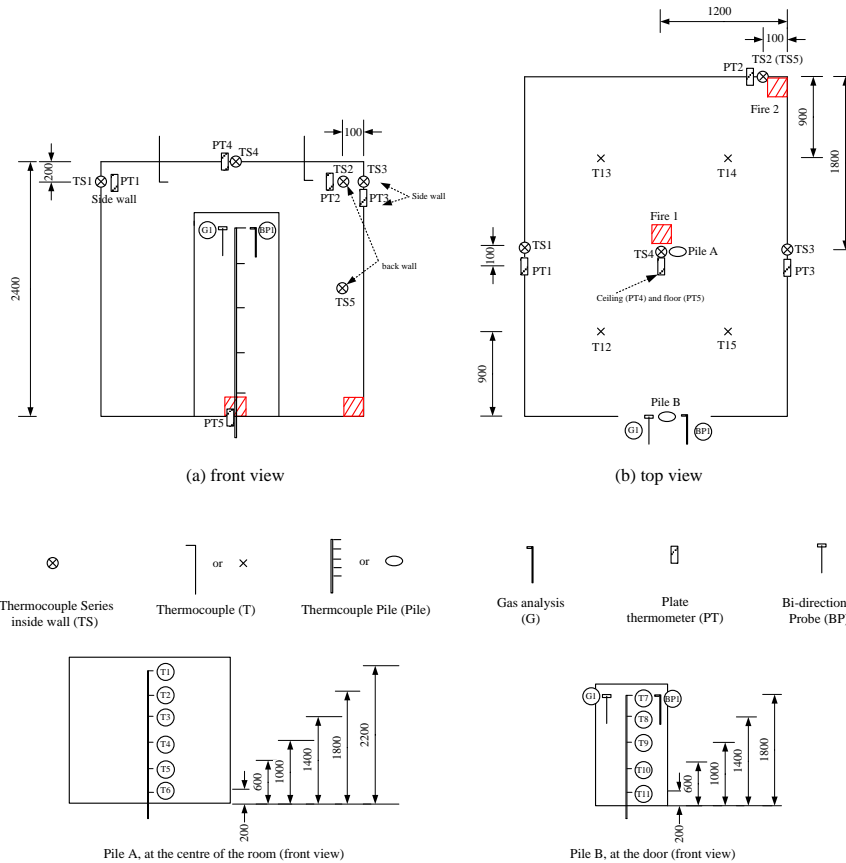 100
PT4
TS4
TS2
TS3
200
TS1
PT1
PT2
PT3
Side wall
Side wall
G1
BP1
back wall
TS5
2400
PT5
(a) front view
1200
100
TS2 (TS5)
PT2
Fire 2
900
1800
T13
T14
Fire 1
TS1
TS4
Pile A
TS3
100
PT1
PT3
Ceiling (PT4) and floor (PT5)
T12
T15
900
Pile B
G1
BP1
(b) top view
or
or
Thermocouple Series
inside wall (TS)
Thermocouple (T)
Thermcouple Pile (Pile)
Gas analysis
(G)
Plate
thermometer (PT)
Bi-direction
Probe (BP)
T1
T2
T3
T4
T5
T6
200
600
1000
1400
1800
2200
Pile A, at the centre of the room (front view)
G1
T7
BP1
T8
T9
T10
T11
200
600
1000
1400
1800
Pile B, at the door (front view)